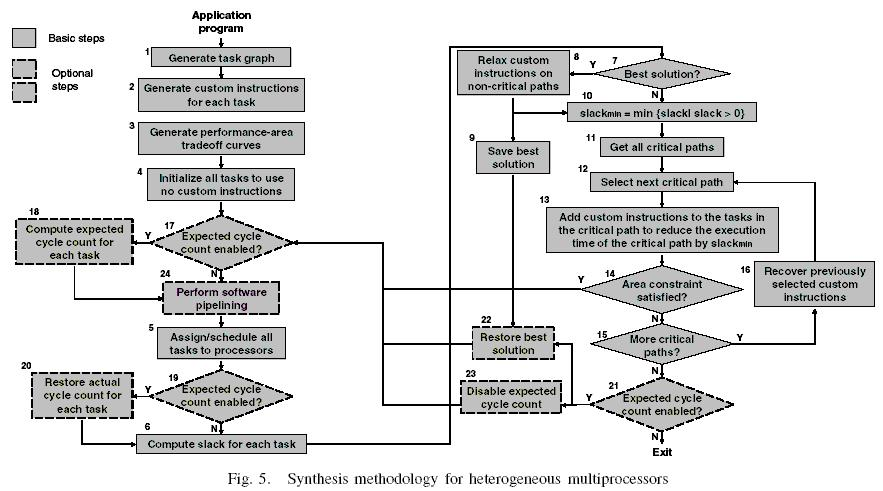 Application
program
Basic steps
Optional
steps
1
Generate task graph
2
Generate custom instructions
for each task
3
Generate performance-area
tradeoff curves
4
Initialize all tasks to use
no custom instructions
18
Compute expected
cycle count for
each task
Y
17
Expected cycle
count enabled?
N
24
Perform software
pipelining
5
Assign/schedule all
tasks to processors
20
Restore actual
cycle count for
each task
Y
19
Expected cycle
count enabled?
N
6
Compute slack for each task
Relax custom
instructions on
non-critical paths
8
Y
7
Best solution?
N
10
slackmin = min {slack| slack > 0}
9
Save best
solution
11
Get all critical paths
12
Select next critical path
13
Add custom instructions to the tasks in
the critical path to reduce the execution
time of the critical path by slackmin
Y
14
Area constraint
satisfied?
N
16
Recover previously
selected custom
instructions
15
More critical
paths?
Y
N
22
Restore best
solution
23
Disable expected
cycle count
Y
21
Expected cycle
count enabled?
N
Exit
Fig. 5. Synthesis methodology for heterogeneous multiprocessors